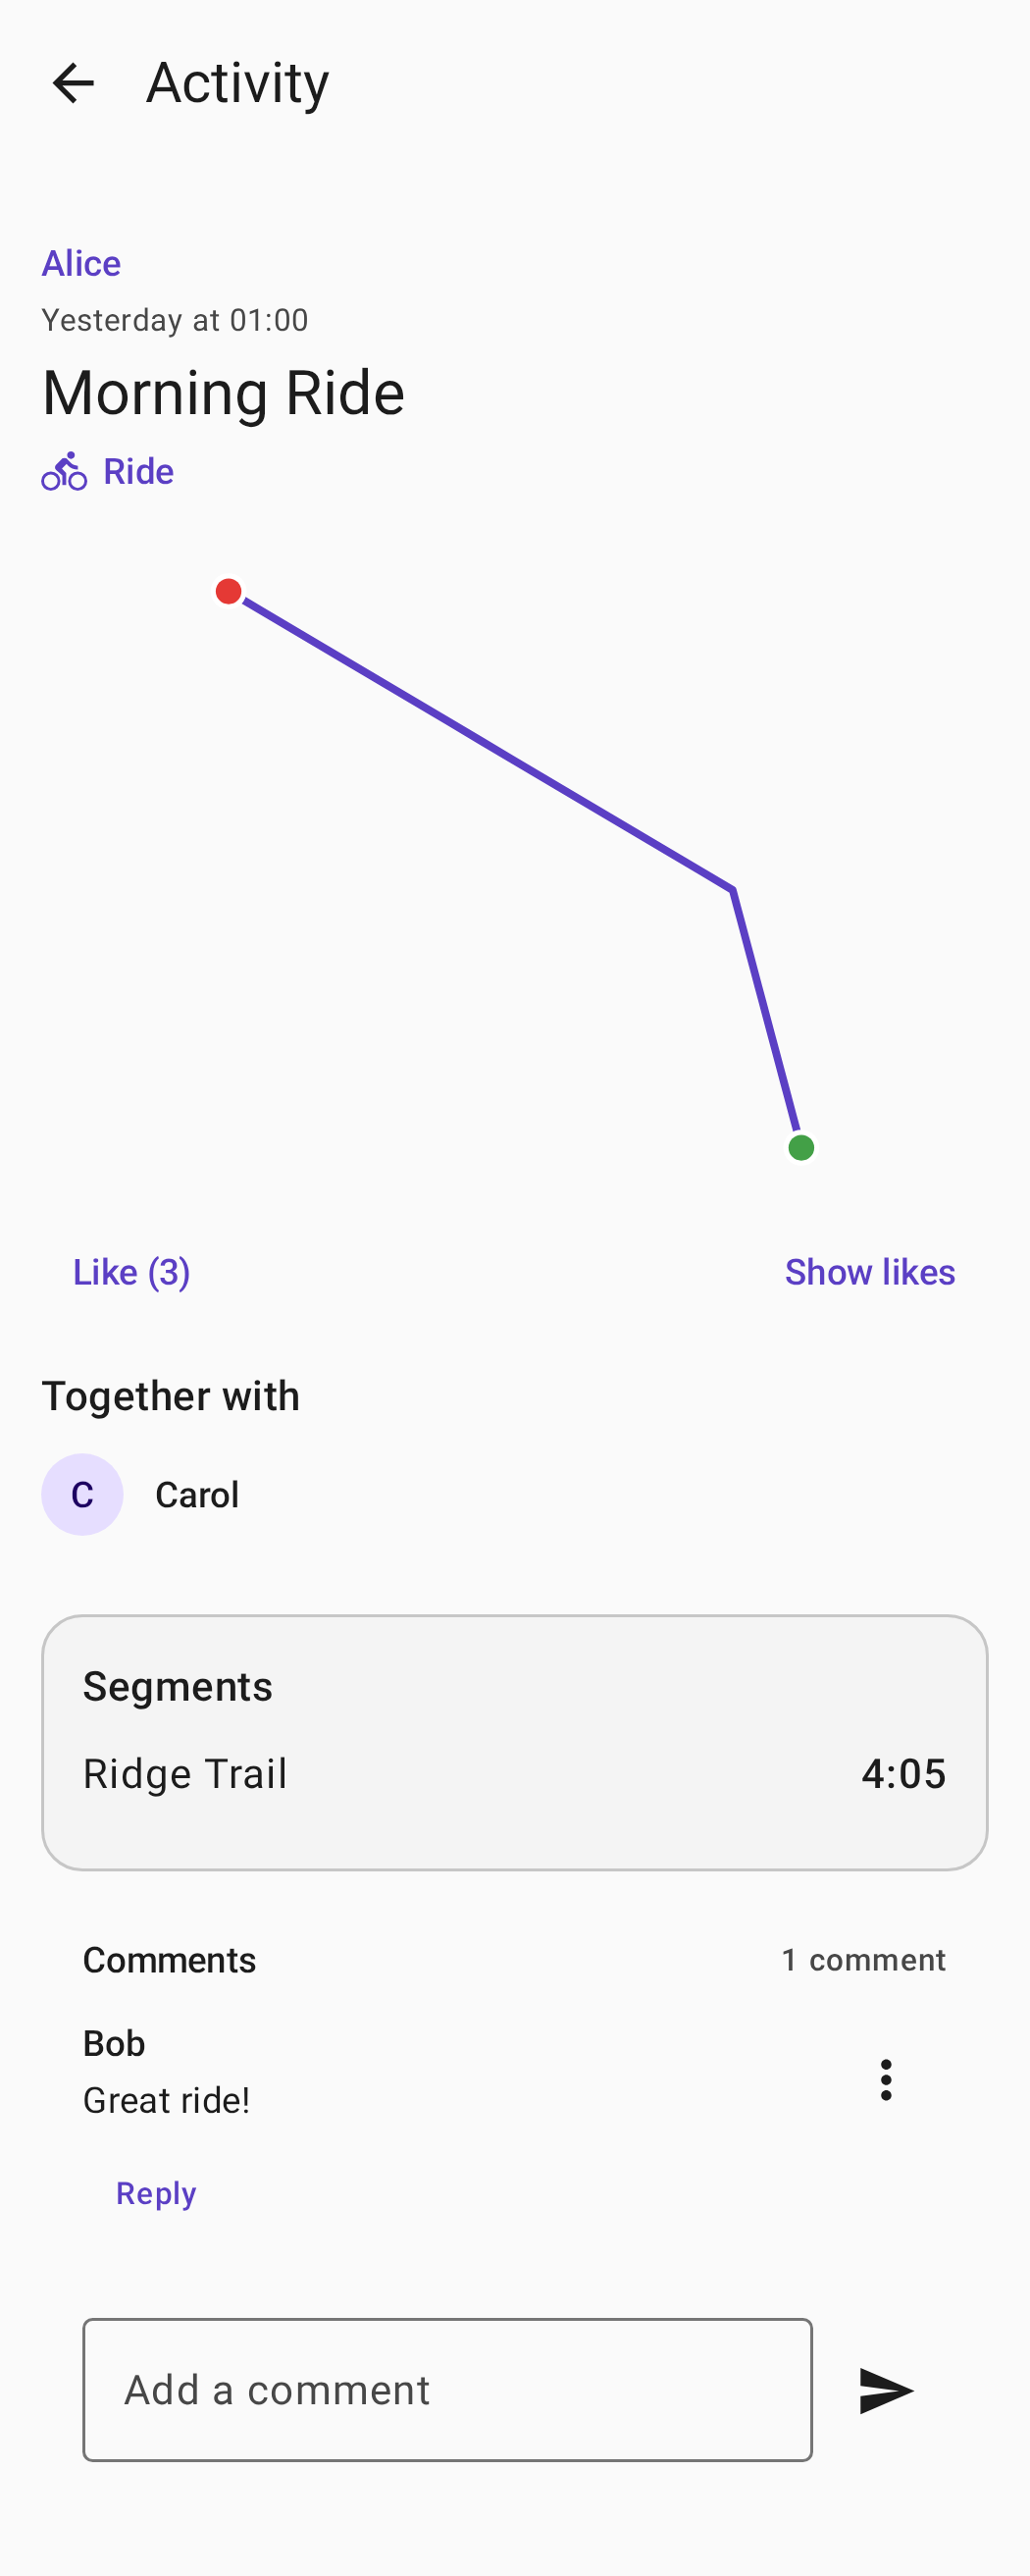 Activity
Alice
Yesterday at 01:00
Morning Ride
Ride
Like (3)
Show likes
Together with
C
Carol
Segments
Ridge Trail
4:05
Comments
1 comment
Bob
Great ride!
Reply
Add a comment